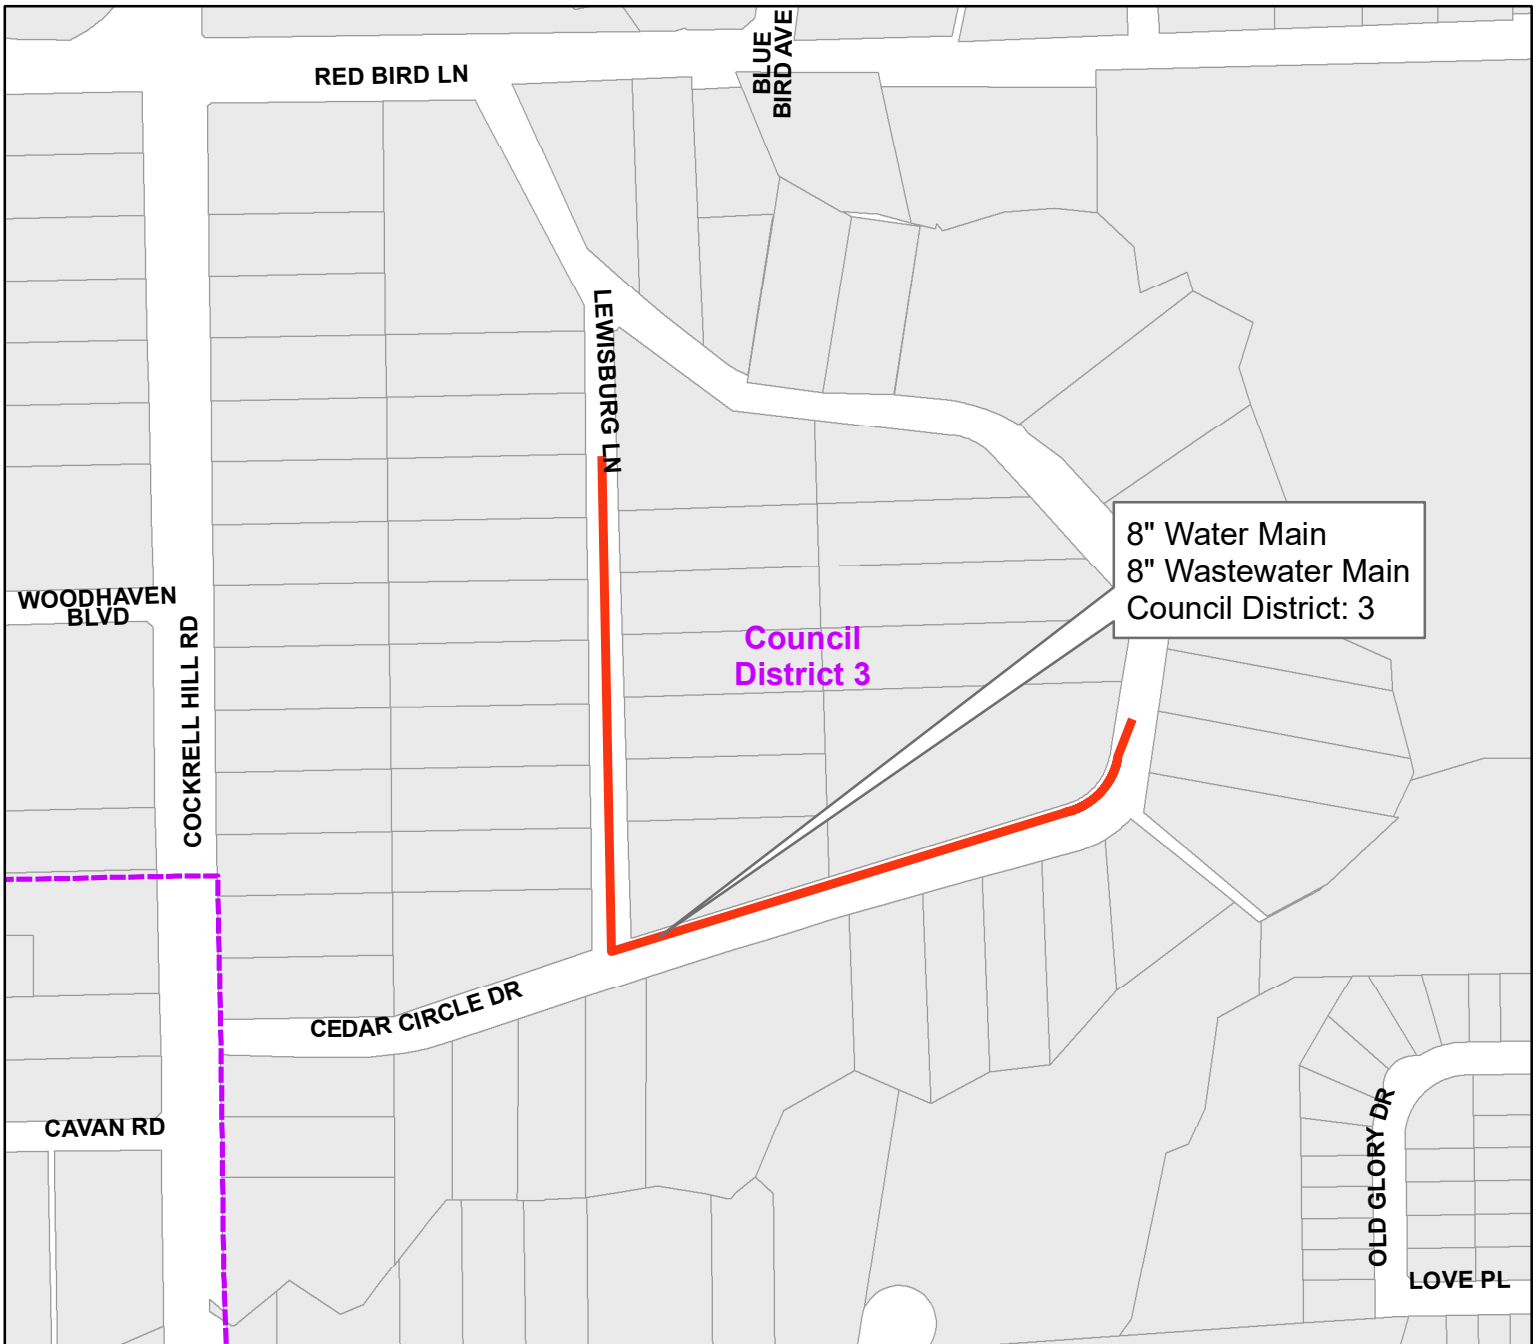 BLUE
BIRD AVE
RED BIRD LN
LEWISBURG LN
8" Water Main
8" Wastewater Main
Council District: 3
WOODHAVEN
BLVD
COCKRELL HILL RD
Council
District 3
CEDAR CIRCLE DR
CAVAN RD
OLD GLORY DR
LOVE PL